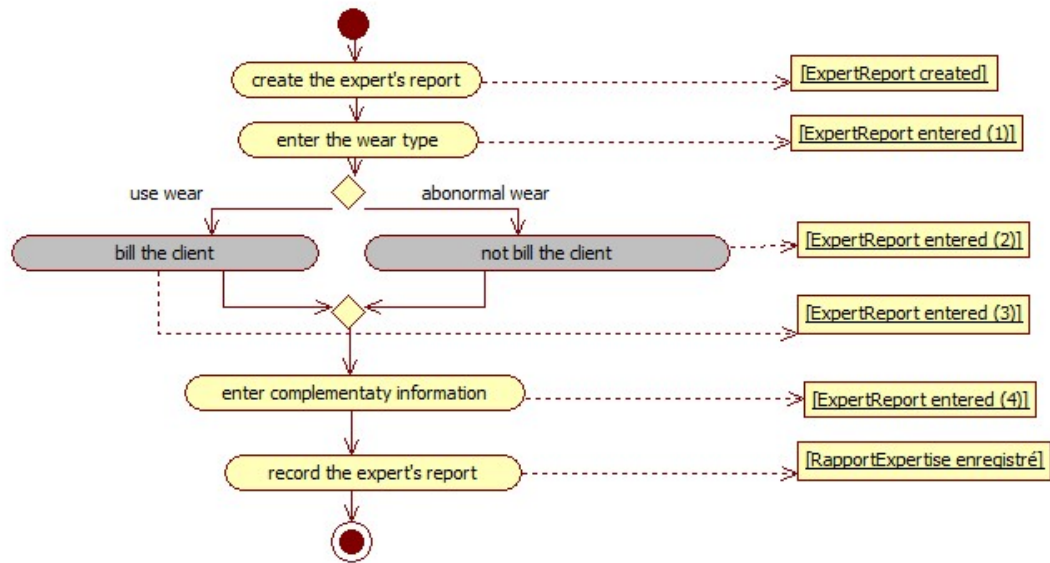 create the expert's report
[ExpertReport created]
enter the wear type
[ExpertReport entered (1)]
use wear
abonormal wear
bill the client
not bill the client
[ExpertReport entered (2)]
[ExpertReport entered (3)]
enter complementaty information
[ExpertReport entered (4)]
record the expert's report
[RapportExpertise enregistré]